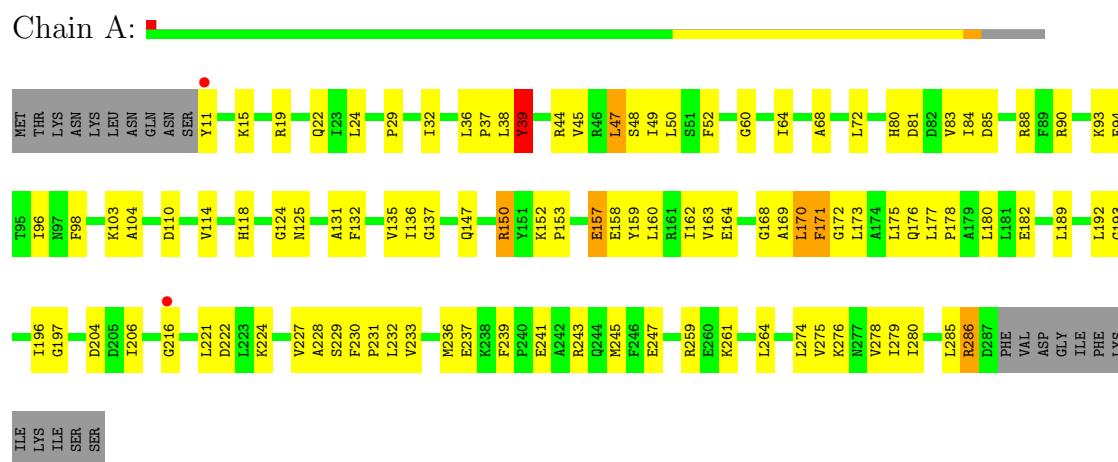 Chain A:
MET THR LYS ASN LYS LEU ASN GLN ASN SER Y11 K15 R19 Q22 I23 L24 P29 I32 L36 P37 L38 Y39 R44 V45 R46 L47 S48 I49 L50 S51 F52 G60 I64 A68 L72 H80 D81 D82 V83 I84 D85 R88 F89 R90 K93
T95 I96 N97 F98 K103 A104 D110 V114 H118 G124 N125 A131 F132 V135 I136 G137 Q147 R150 Y151 K152 P153 E157 E158 Y159 L160 R161 I162 V163 E164 G168 A169 L170 F171 G172 L173 A174 L175 Q176 L177 P178 A179 L180 L181 E182 L189 L192
I196 G197 D204 D205 I206 G216 L221 D222 L223 K224 V227 A228 S229 F230 P231 L232 V233 M236 E237 K238 F239 P240 E241 A242 R243 Q244 M245 F246 E247 R259 E260 K261 L264 L274 V275 K276 N277 V278 I279 I280 L285 R286 D287 PHE VAL ASP GLY ILE PHE LYS
ILE LYS ILE SER SER